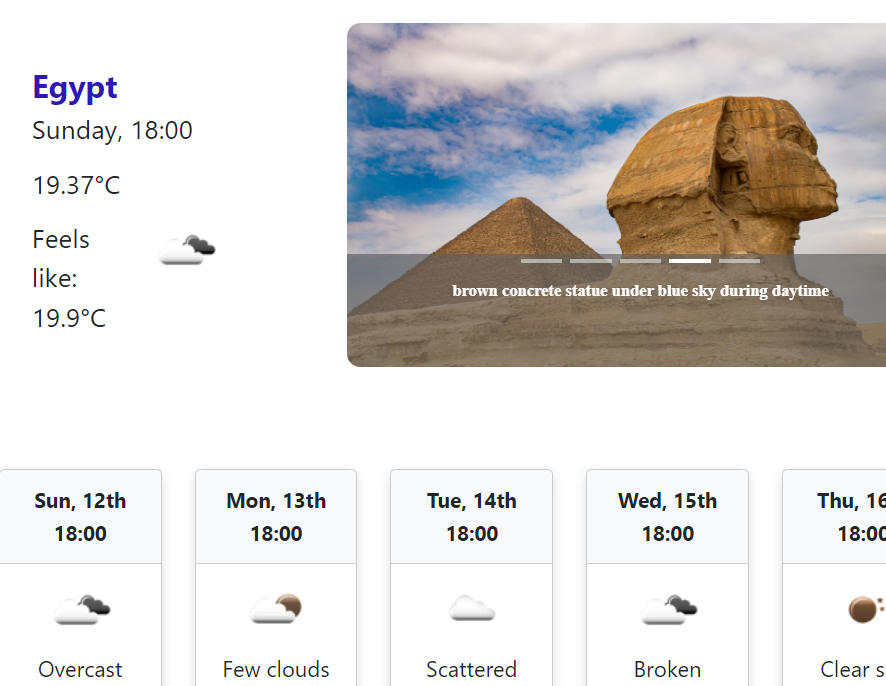 Egypt
Sunday, 18:00
19.37°C
Feels
like:
19.9°C
brown concrete statue under blue sky during daytime
Sun, 12th
18:00
Overcast
Mon, 13th
18:00
Few clouds
Tue, 14th
18:00
Scattered
Wed, 15th
18:00
Broken
Thu, 16
18:00
Clear s